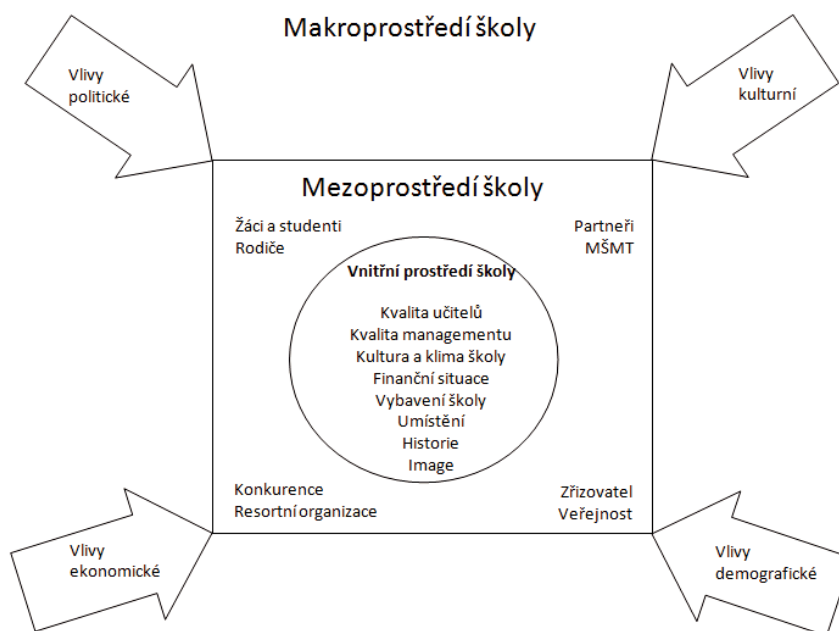 Makroprostředí školy
Vlivy
politické
Vlivy
kulturní
Mezoprostředí školy
Žáci a studenti
Rodiče
Partneři
MŠMT
Vnitřní prostředí školy
Kvalita učitelů
Kvalita managementu
Kultura a klima školy
Finanční situace
Vybavení školy
Umístění
Historie
Image
Konkurence
Resortní organizace
Zřizovatel
Veřejnost
Vlivy
ekonomické
Vlivy
demografické